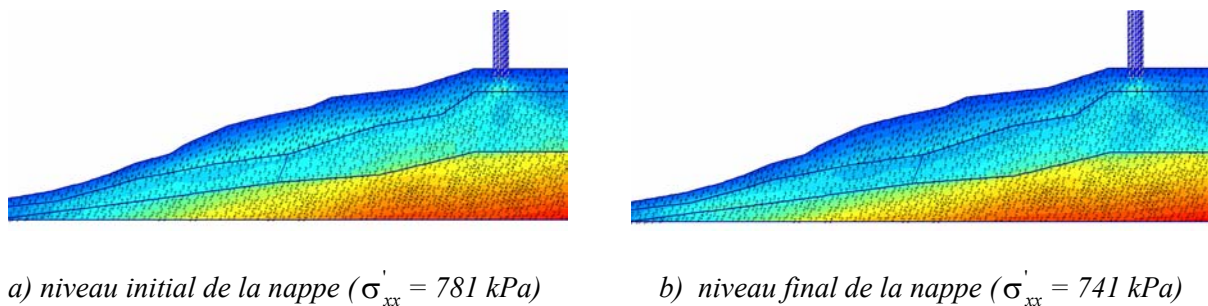 a) niveau initial de la nappe (σ'xx = 781 kPa)
b) niveau final de la nappe (σ'xx = 741 kPa)